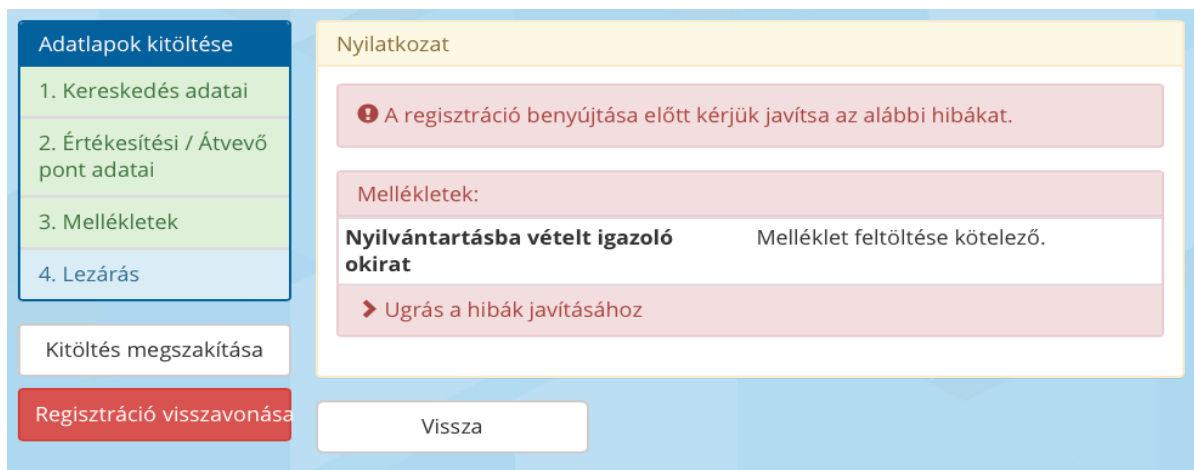 Adatlapok kitöltése
1. Kereskedés adatai
2. Értékesítési / Átvevő
pont adatai
3. Mellékletek
4. Lezárás
Kitöltés megszakítása
Regisztráció visszavonása
Nyilatkozat
A regisztráció benyújtása előtt kérjük javítsa az alábbi hibákat.
Mellékletek:
Nyilvántartásba vételt igazoló
okirat
Melléklet feltöltése kötelező.
Ugrás a hibák javításához
Vissza